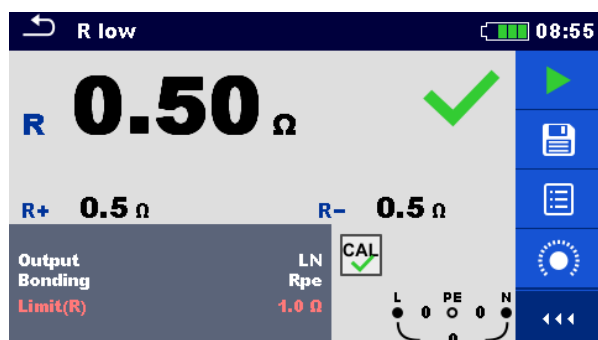 R low 08:55
R 0.50 Ω
R+ 0.5 Ω R- 0.5 Ω
Output LN
Bonding Rpe
Limit(R) 1.0 Ω
CAL
L PE N
0 0
0